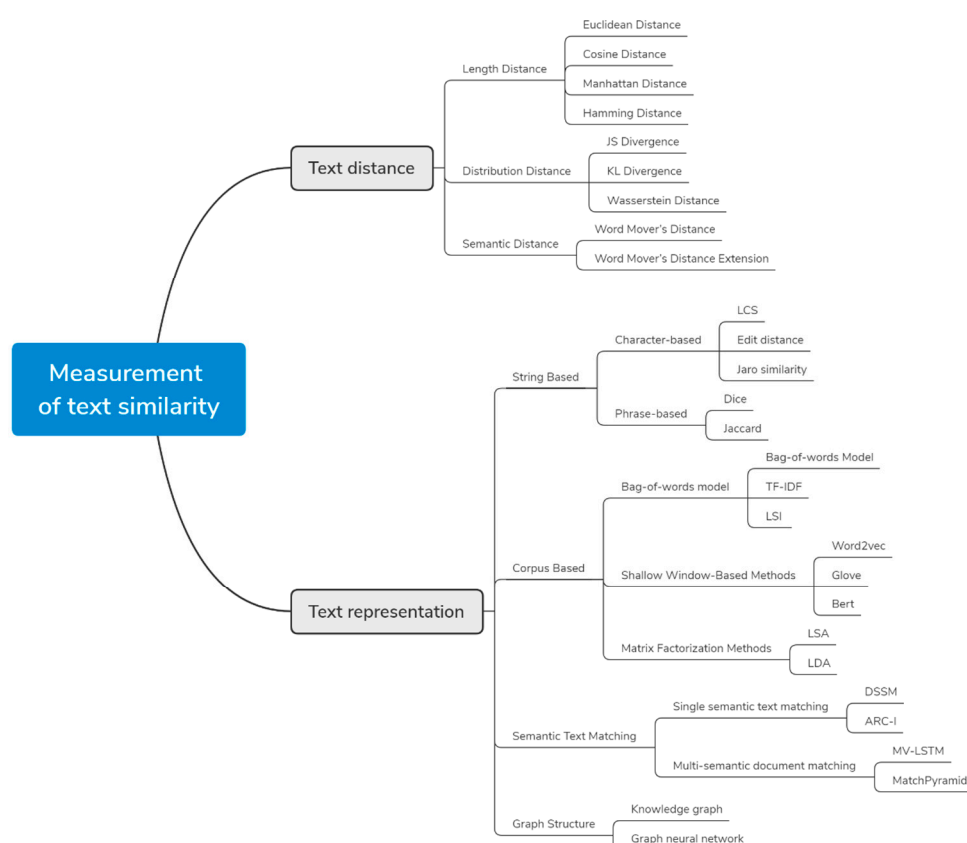 Euclidean Distance
Cosine Distance
Length Distance
Manhattan Distance
Hamming Distance
JS Divergence
Text distance
Distribution Distance
KL Divergence
Wasserstein Distance
Word Mover's Distance
Semantic Distance
Word Mover's Distance Extension
LCS
Character-based
Edit distance
Measurement
of text similarity
Jaro similarity
String Based
Dice
Phrase-based
Jaccard
Bag-of-words Model
Bag-of-words model
TF-IDF
LSI
Word2vec
Corpus Based
Shallow Window-Based Methods
Glove
Bert
Text representation
LSA
Matrix Factorization Methods
LDA
DSSM
Single semantic text matching
ARC-I
Semantic Text Matching
MV-LSTM
Multi-semantic document matching
MatchPyramid
Knowledge graph
Graph Structure
Graph neural network